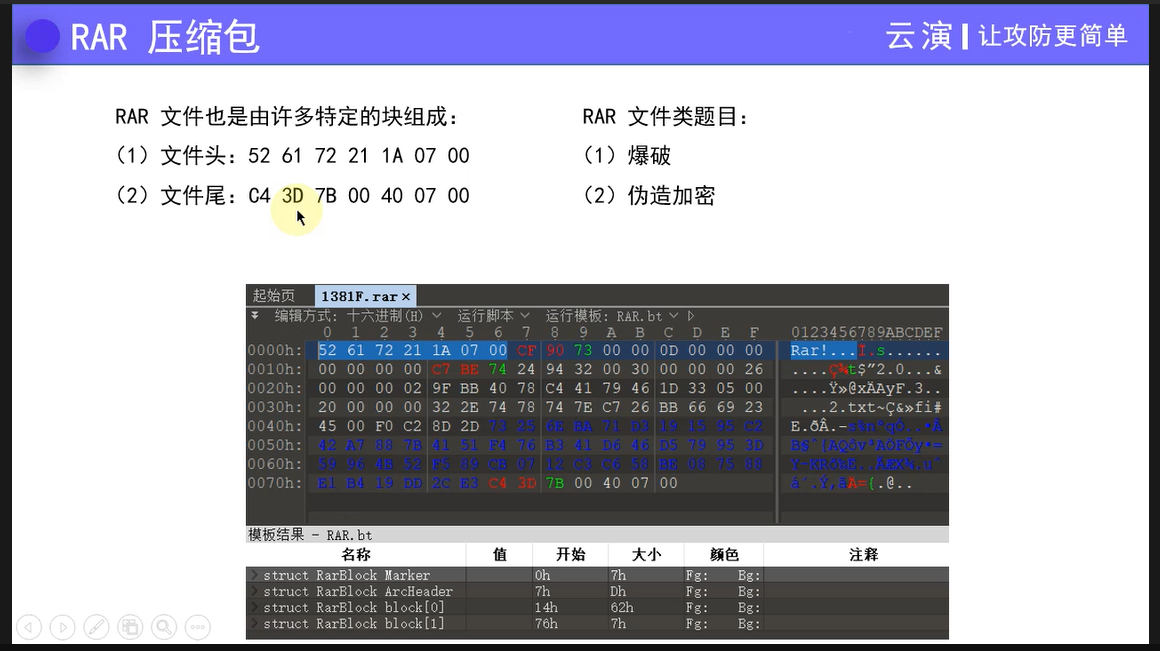 RAR 压缩包
云演 | 让攻防更简单
RAR 文件也是由许多特定的块组成：
（1）文件头：52 61 72 21 1A 07 00
（2）文件尾：C4 3D 7B 00 40 07 00
RAR 文件类题目：
（1）爆破
（2）伪造加密
起始页 1381F.rar ×
编辑方式: 十六进制(H) 运行脚本 运行模板: RAR.bt
0 1 2 3 4 5 6 7 8 9 A B C D E F 0123456789ABCDEF
0000h: 52 61 72 21 1A 07 00 CF 90 73 00 00 0D 00 00 00 Rar!...Ï.s......
0010h: 00 00 00 00 C7 BE 74 24 94 32 00 30 00 00 00 26 ....Ç¾t$”2.0...&
0020h: 00 00 00 02 9F BB 40 78 C4 41 79 46 1D 33 05 00 ....Ÿ»@xÄAyF.3..
0030h: 20 00 00 00 32 2E 74 78 74 7E C7 26 BB 66 69 23 ...2.txt~Ç&»fi#
0040h: 45 00 F0 C2 8D 2D 73 25 6E BA 71 D3 19 15 95 C2
0050h: 42 A7 88 7B 41 51 F4 76 B3 41 D6 46 D5 79 95 3D
0060h: 59 96 4B 52 F5 89 CB 07 12 C3 C6 58 BE 08 75 88
0070h: E1 B4 19 DD 2C E3 C4 3D 7B 00 40 07 00 á´.Ý,ãÄ={.@..
模板结果 - RAR.bt
名称 值 开始 大小 颜色 注释
struct RarBlock Marker 0h 7h Fg: Bg:
struct RarBlock ArcHeader 7h Dh Fg: Bg:
struct RarBlock block[0] 14h 62h Fg: Bg:
struct RarBlock block[1] 76h 7h Fg: Bg: